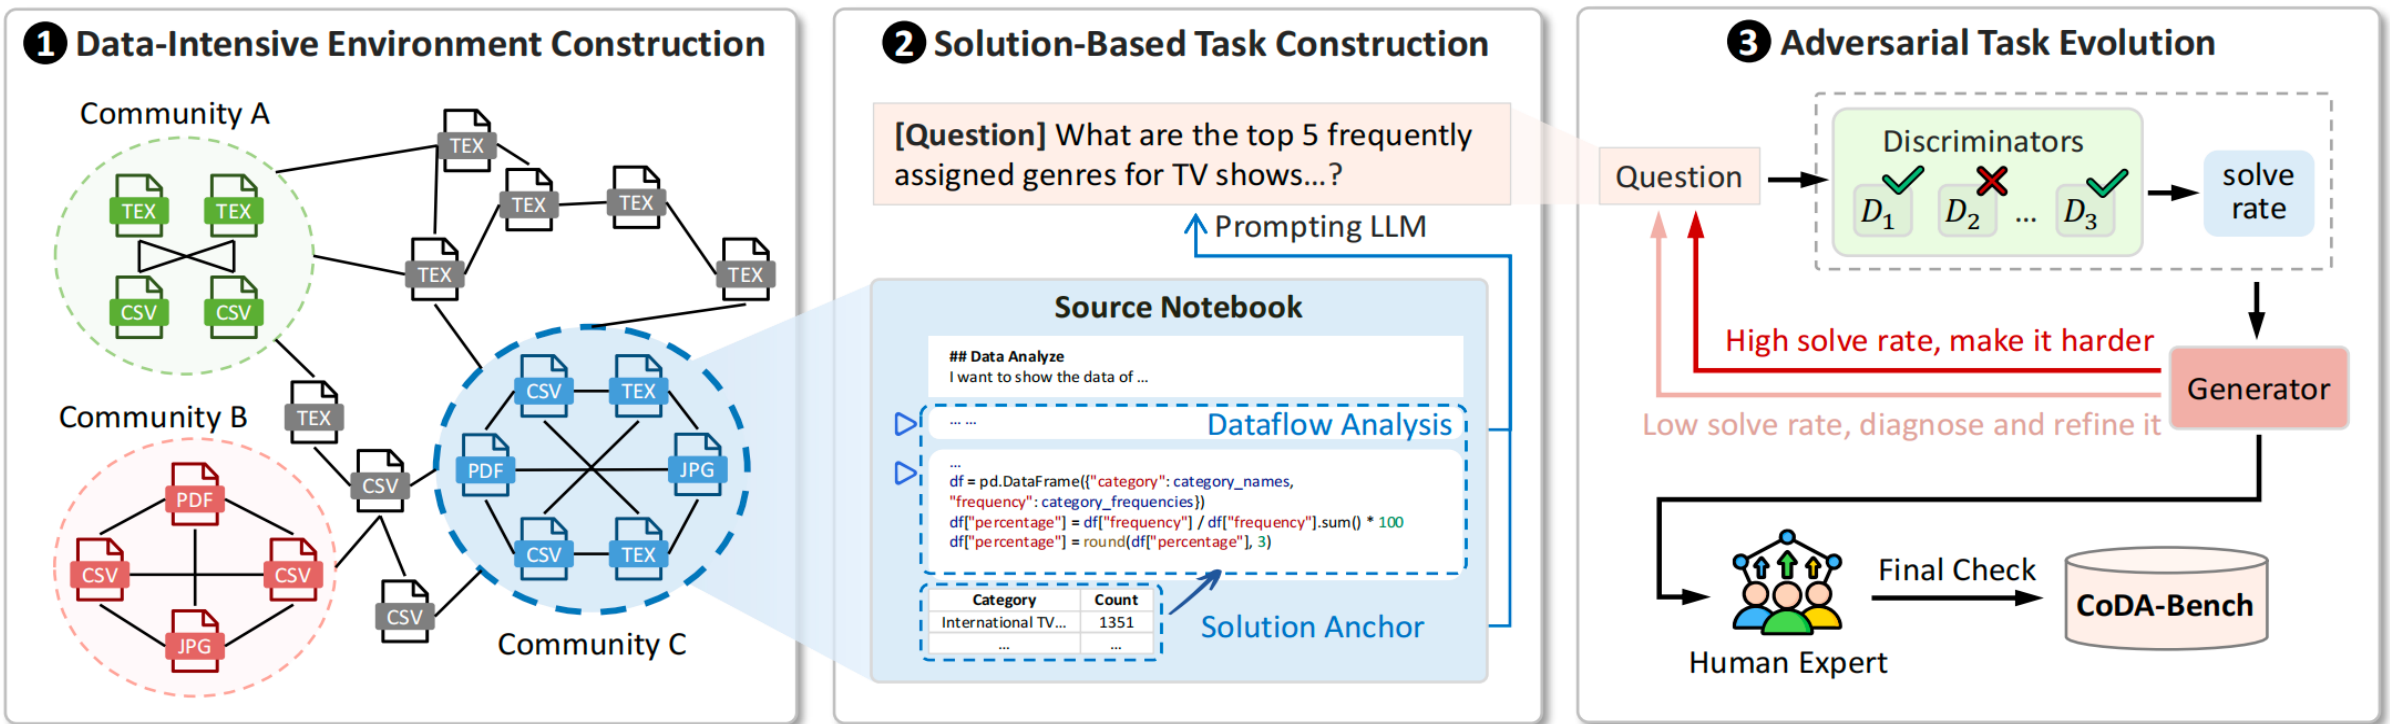 1 Data-Intensive Environment Construction
Community A
TEX
TEX
CSV
CSV
TEX
TEX
TEX
TEX
TEX
TEX
Community B
CSV
PDF
CSV
CSV
JPG
CSV
CSV
TEX
PDF
JPG
CSV
TEX
Community C
2 Solution-Based Task Construction
[Question] What are the top 5 frequently
assigned genres for TV shows...?
Prompting LLM
Source Notebook
## Data Analyze
I want to show the data of ...
... ...
Dataflow Analysis
...
df = pd.DataFrame({"category": category_names,
"frequency": category_frequencies})
df["percentage"] = df["frequency"] / df["frequency"].sum() * 100
df["percentage"] = round(df["percentage"], 3)
Category Count
International TV... 1351
... ...
Solution Anchor
3 Adversarial Task Evolution
Question
Discriminators
D1 D2 ... D3
solve
rate
High solve rate, make it harder
Generator
Low solve rate, diagnose and refine it
Human Expert
Final Check
CoDA-Bench